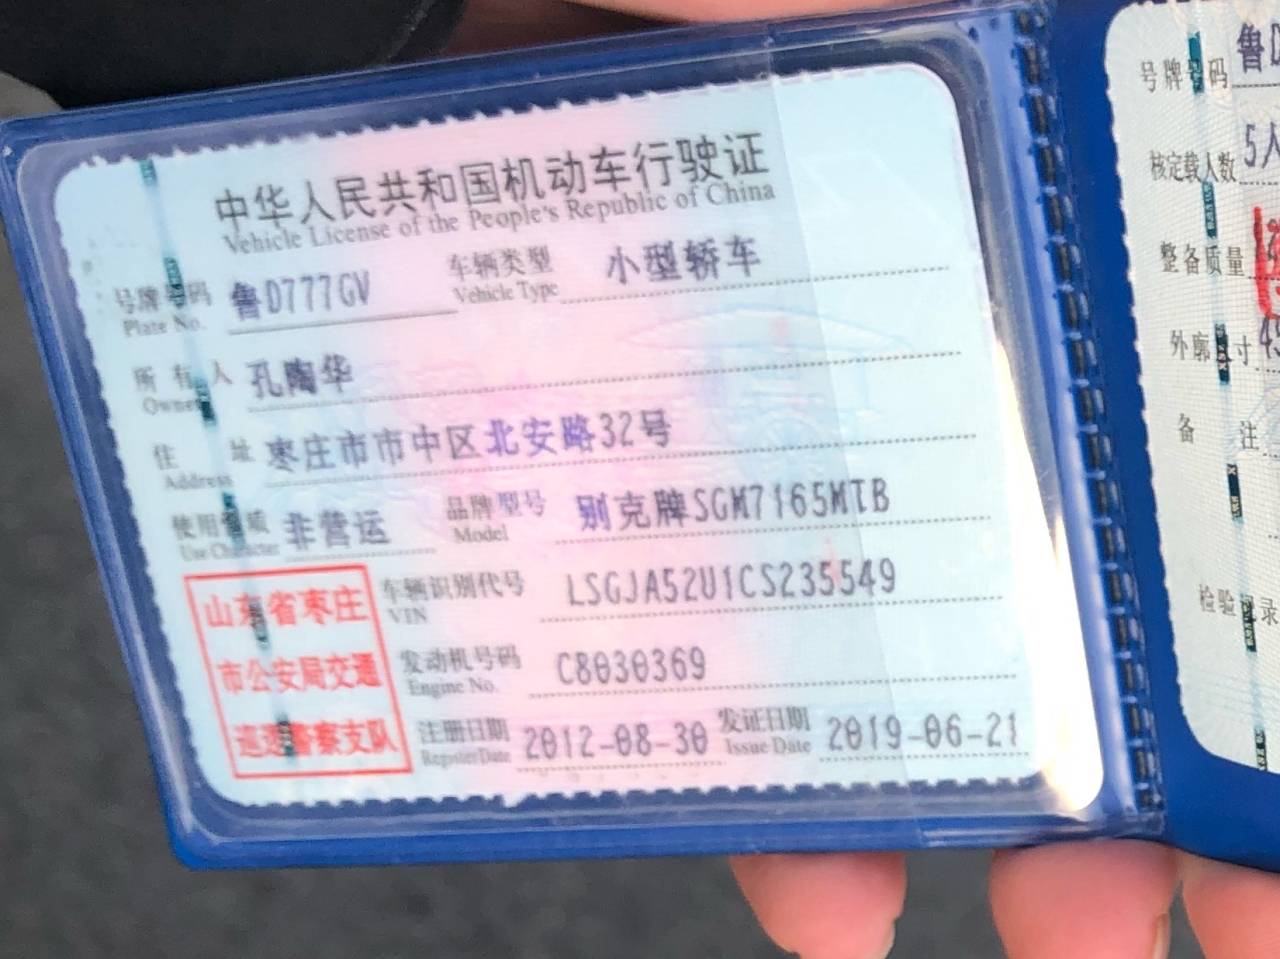 中华人民共和国机动车行驶证
Vehicle License of the People's Republic of China
号牌号码 鲁D777GV 车辆类型 小型轿车
Plate No. Vehicle Type
所有人 孔陶华
Owner
住址 枣庄市市中区北安路32号
Address
使用性质 非营运 品牌型号 别克牌SGM7165MTB
Use Character Model
车辆识别代号 LSGJA52U1CS235549
VIN
发动机号码 C8030369
Engine No.
注册日期 2012-08-30 发证日期 2019-06-21
Register Date Issue Date
山东省枣庄
市公安局交通
巡逻警察支队
号牌号码 鲁D
核定载人数 5人
整备质量
外廓尺寸
备注
检验记录